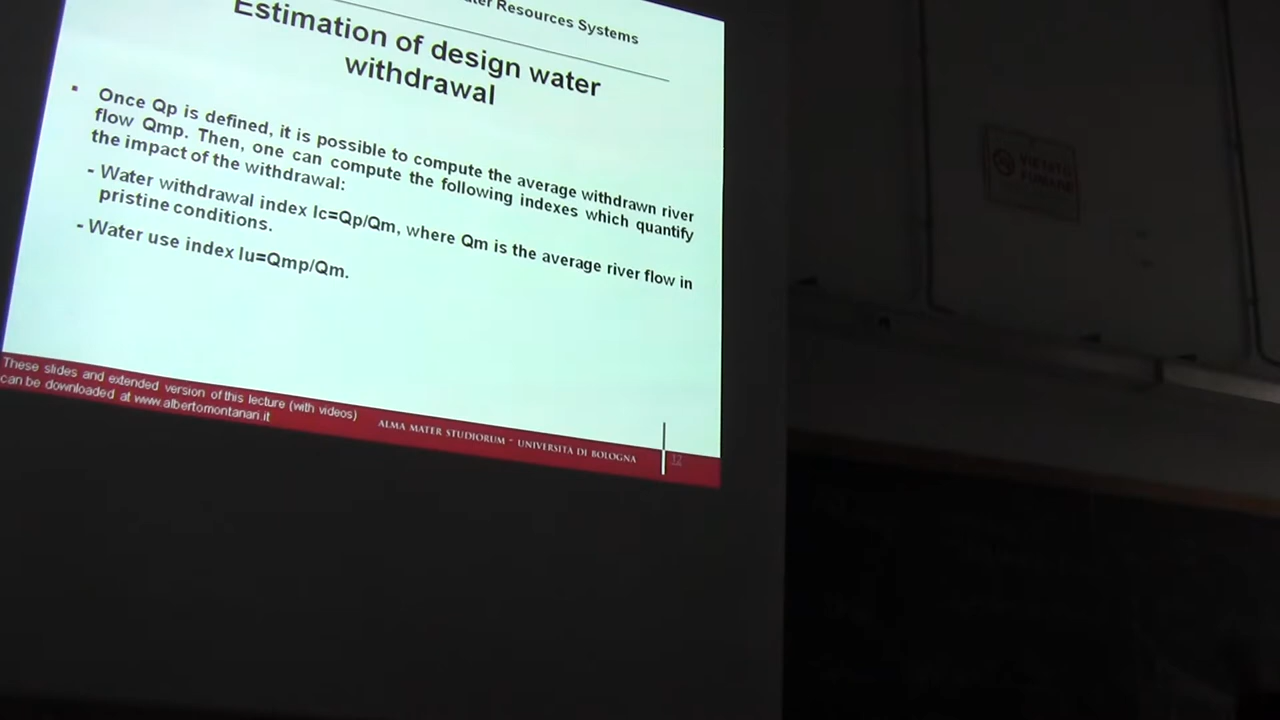 Resources Systems
Estimation of design water
withdrawal
▪ Once Qp is defined, it is possible to compute the average withdrawn river
flow Qmp. Then, one can compute the following indexes which quantify
the impact of the withdrawal:
- Water withdrawal index Ic=Qp/Qm, where Qm is the average river flow in
pristine conditions.
- Water use index Iu=Qmp/Qm.
These slides and extended version of this lecture (with videos)
can be downloaded at www.albertomontanari.it
ALMA MATER STUDIORUM - UNIVERSITÀ DI BOLOGNA
12
VIETATO
FUMARE